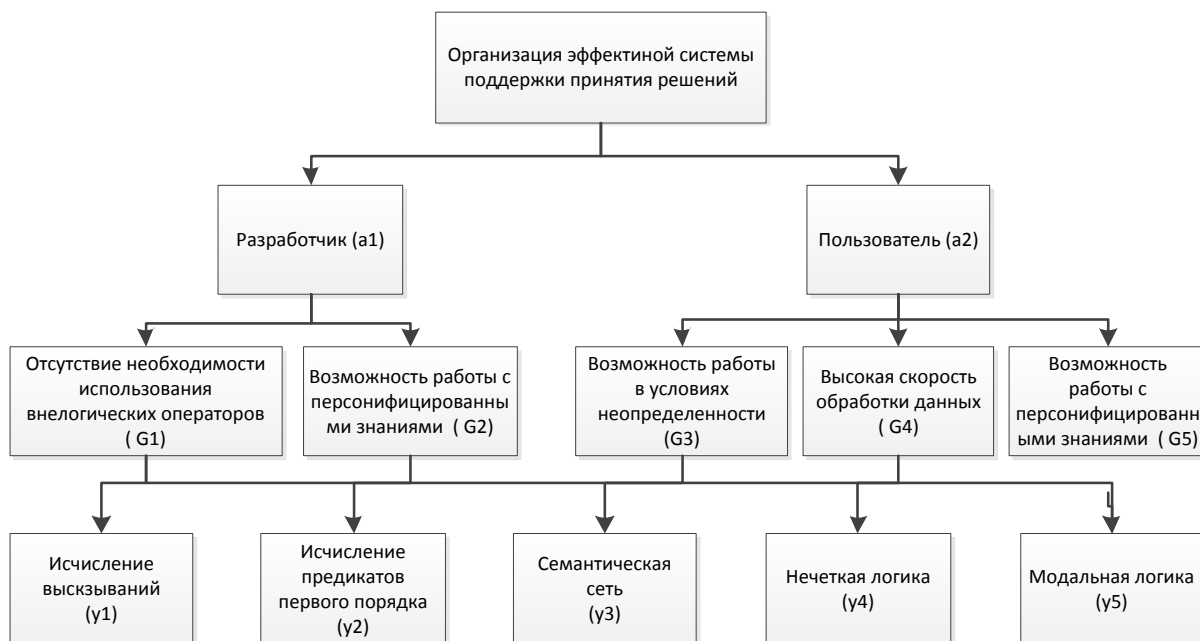 Организация эффектиной системы
поддержки принятия решений
Разработчик (a1)
Пользователь (a2)
Отсутствие необходимости
использования
внелогических операторов
( G1)
Возможность работы с
персонифицированны
ми знаниями ( G2)
Возможность работы
в условиях
неопределенности
(G3)
Высокая скорость
обработки данных
( G4)
Возможность
работы с
персонифицированн
ыми знаниями ( G5)
Исчисление
выскзываний
(y1)
Исчисление
предикатов
первого порядка
(y2)
Семантическая
сеть
(y3)
Нечеткая логика
(y4)
Модальная логика
(y5)